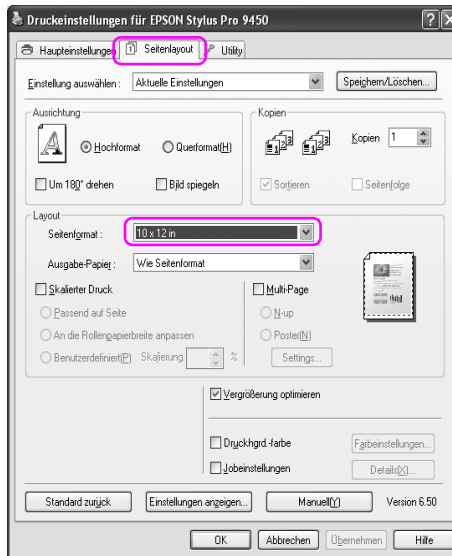 Druckeinstellungen für EPSON Stylus Pro 9450
Haupteinstellungen Seitenlayout Utility
Einstellung auswählen : Aktuelle Einstellungen Speichern/Löschen...
Ausrichtung Kopien
Hochformat Querformat(H) Kopien 1
Um 180° drehen Bild spiegeln Sortieren Seitenfolge
Layout
Seitenformat : 10 x 12 in
Ausgabe-Papier : Wie Seitenformat
Skalierter Druck Multi-Page
Passend auf Seite N-up
An die Rollenpapierbreite anpassen Poster(N)
Benutzerdefiniert(P) Skalierung % Settings...
Vergrößerung optimieren
Druckhgrd.-farbe Farbeinstellungen...
Jobeinstellungen Details(X)...
Standard zurück Einstellungen anzeigen... Manuell(Y) Version 6.50
OK Abbrechen Übernehmen Hilfe